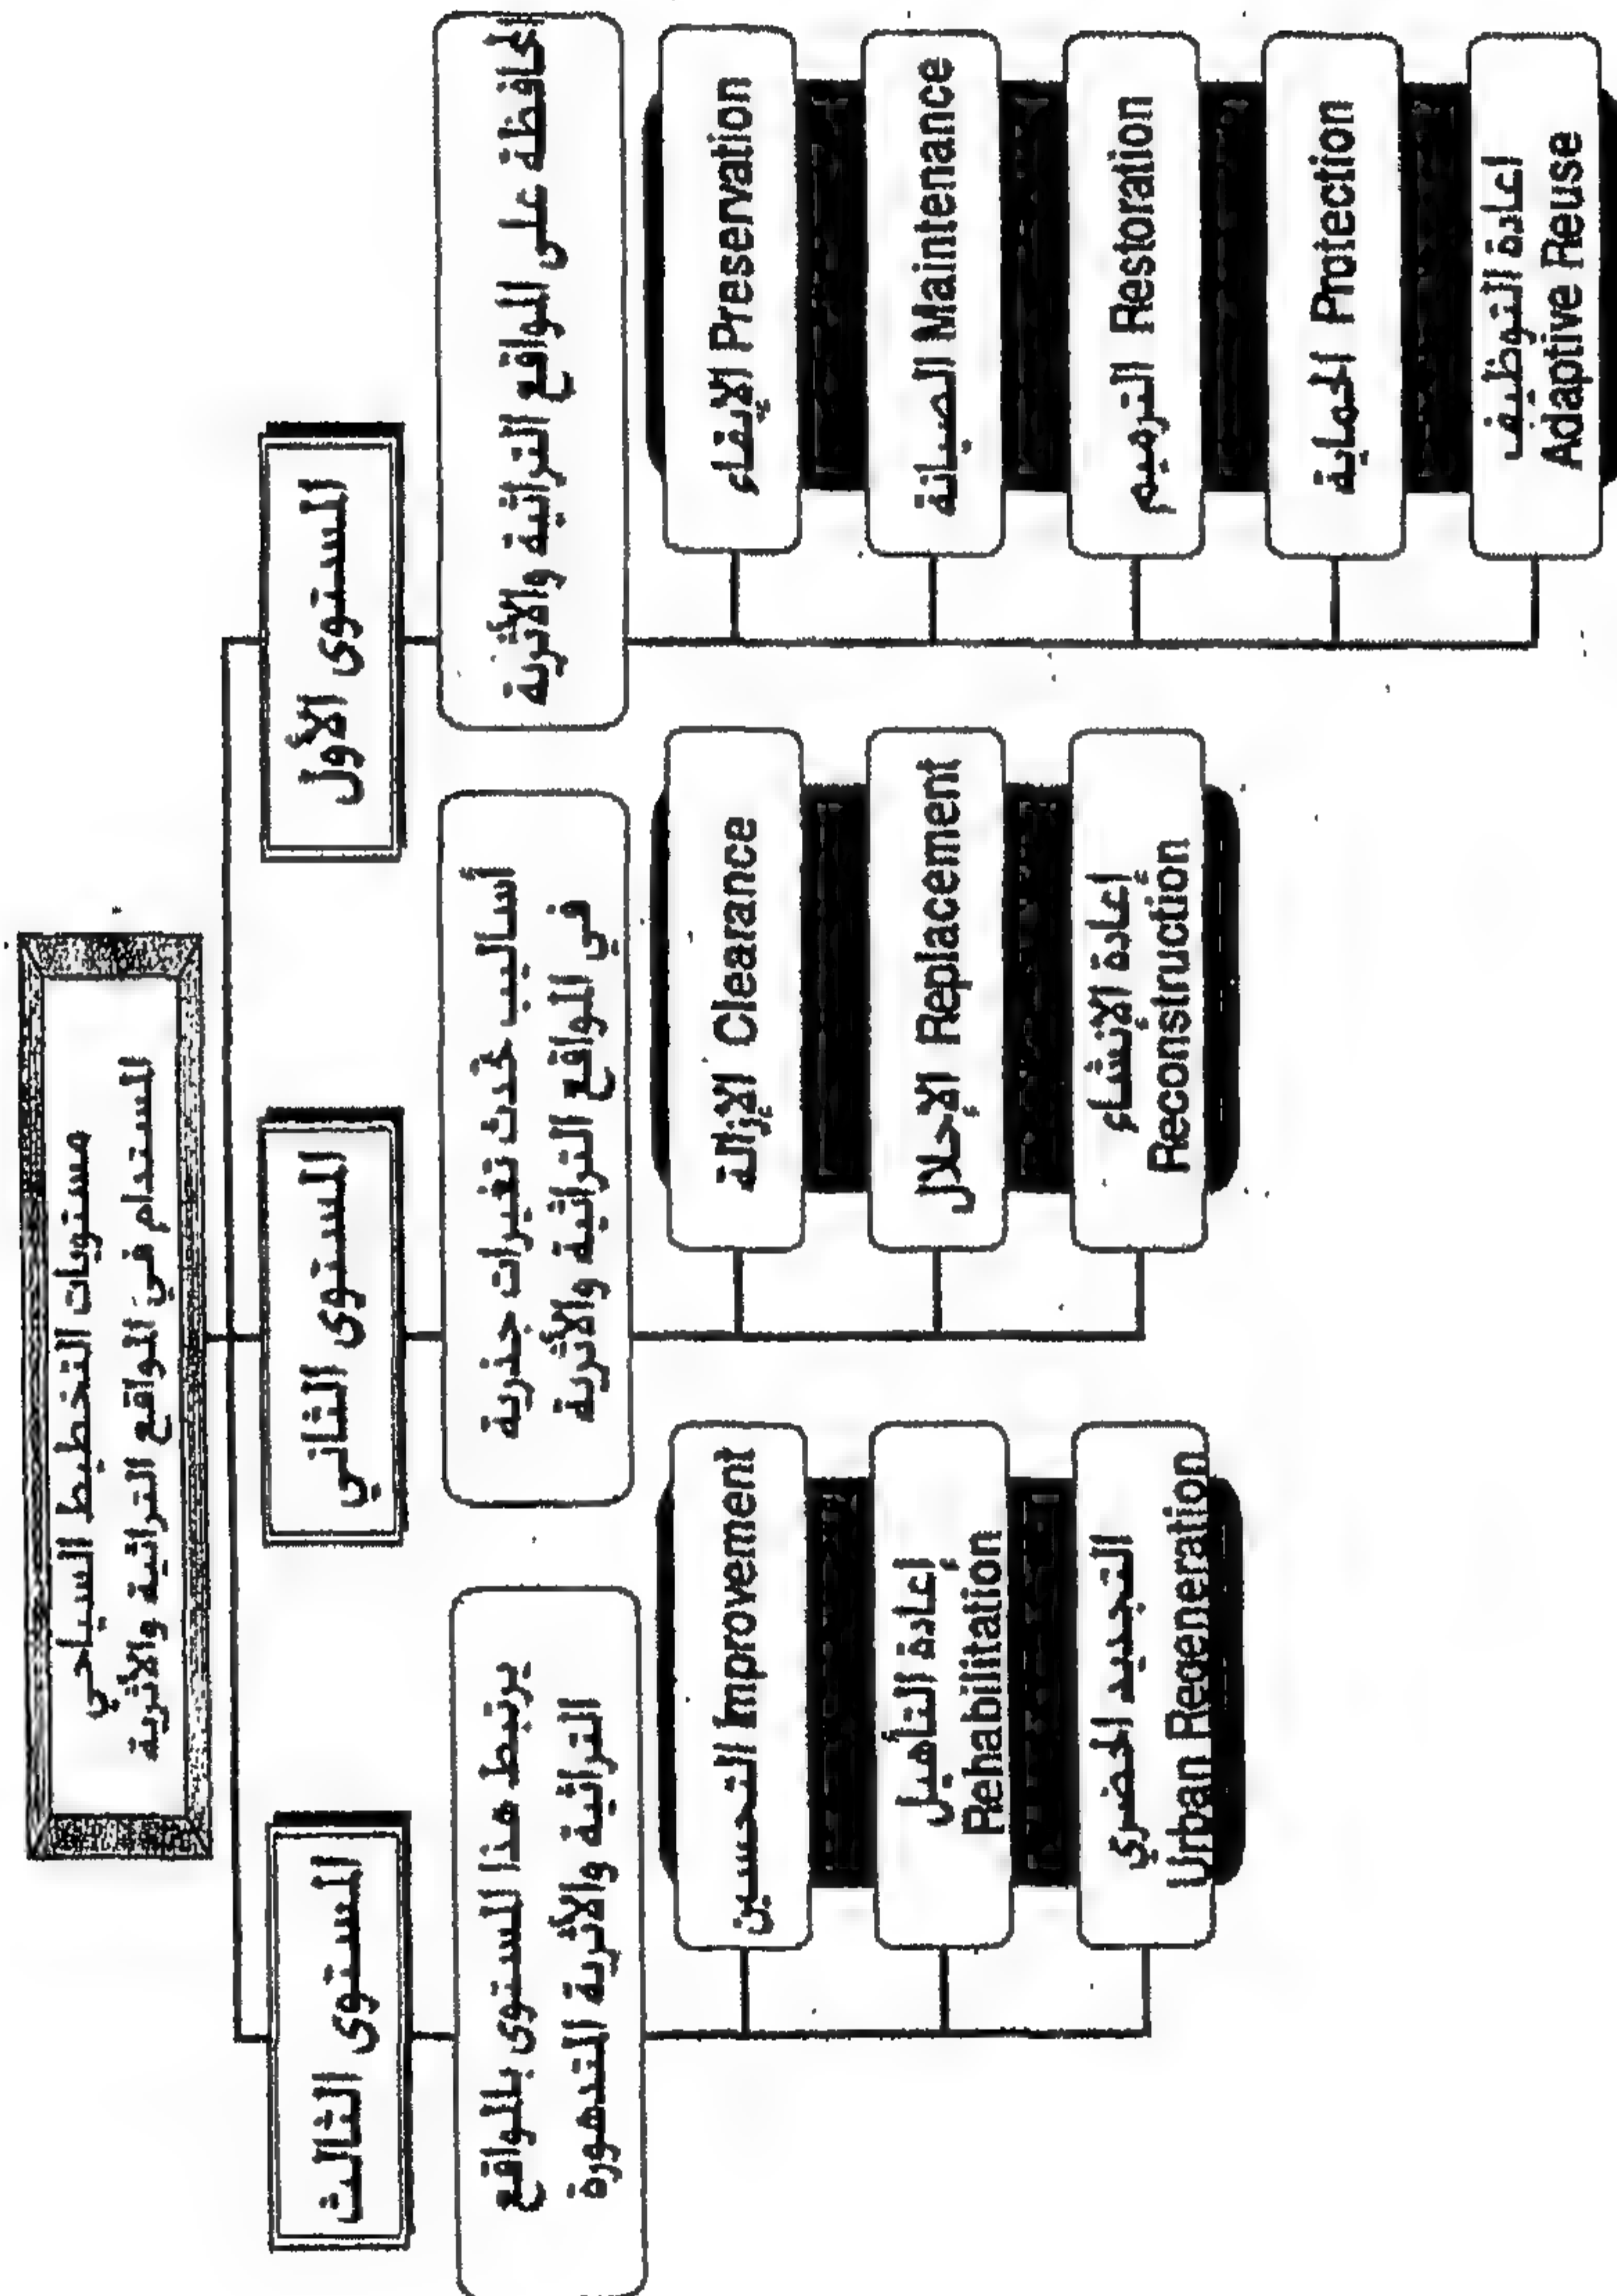 مستويات التخطيط السياحي
المستدام في المواقع التراثية والأثرية
المستوى الأول
المحافظة على المواقع التراثية والأثرية
الإبقاء Preservation
الصيانة Maintenance
الترميم Restoration
الحماية Protection
إعادة التوظيف
Adaptive Reuse
المستوى الثاني
أساليب تحدث تغيرات جذرية
في المواقع التراثية والأثرية
الإزالة Clearance
الإحلال Replacement
إعادة الإنشاء
Reconstruction
المستوى الثالث
يرتبط هذا المستوى بالمواقع
التراثية والأثرية المتدهورة
التحسين Improvement
إعادة التأهيل
Rehabilitation
التجديد الحضري
Urban Regeneration